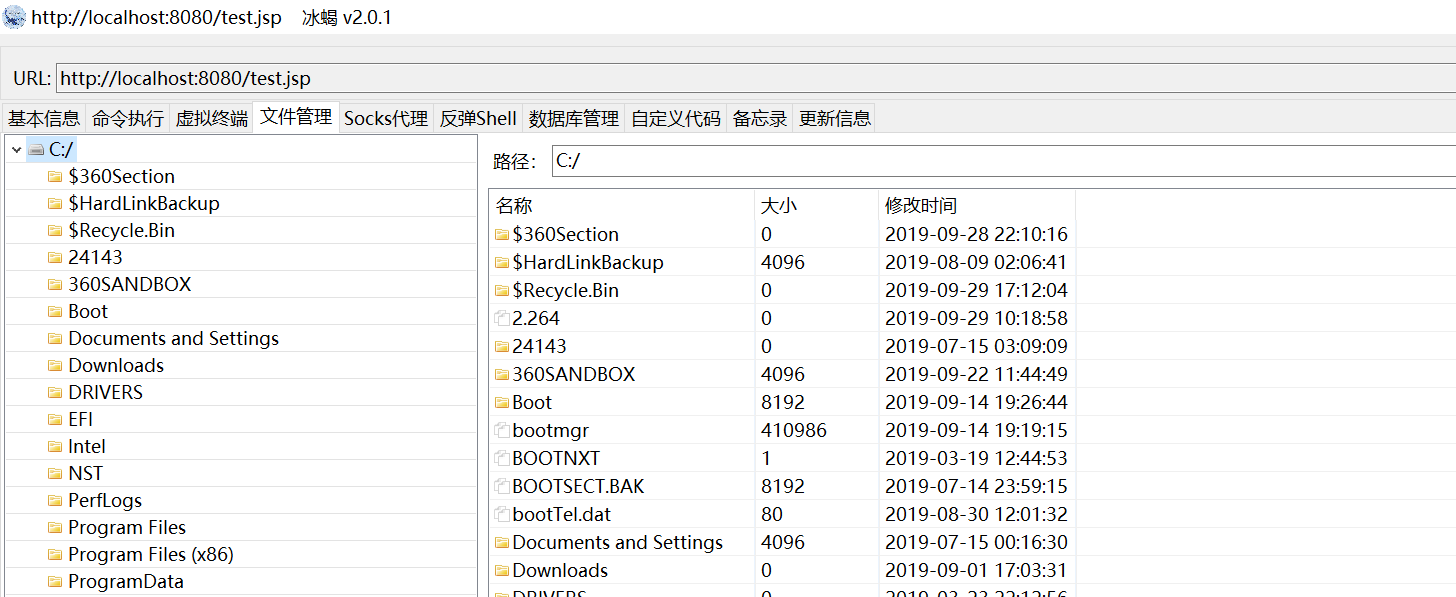 http://localhost:8080/test.jsp 冰蝎 v2.0.1
URL: http://localhost:8080/test.jsp
基本信息 命令执行 虚拟终端 文件管理 Socks代理 反弹Shell 数据库管理 自定义代码 备忘录 更新信息
C:/
$360Section
$HardLinkBackup
$Recycle.Bin
24143
360SANDBOX
Boot
Documents and Settings
Downloads
DRIVERS
EFI
Intel
NST
PerfLogs
Program Files
Program Files (x86)
ProgramData
路径: C:/
名称 大小 修改时间
$360Section 0 2019-09-28 22:10:16
$HardLinkBackup 4096 2019-08-09 02:06:41
$Recycle.Bin 0 2019-09-29 17:12:04
2.264 0 2019-09-29 10:18:58
24143 0 2019-07-15 03:09:09
360SANDBOX 4096 2019-09-22 11:44:49
Boot 8192 2019-09-14 19:26:44
bootmgr 410986 2019-09-14 19:19:15
BOOTNXT 1 2019-03-19 12:44:53
BOOTSECT.BAK 8192 2019-07-14 23:59:15
bootTel.dat 80 2019-08-30 12:01:32
Documents and Settings 4096 2019-07-15 00:16:30
Downloads 0 2019-09-01 17:03:31
DRIVERS 0